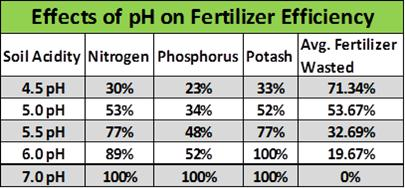 Effects of pH on Fertilizer Efficiency
Soil Acidity Nitrogen Phosphorus Potash Avg. Fertilizer Wasted
4.5 pH 30% 23% 33% 71.34%
5.0 pH 53% 34% 52% 53.67%
5.5 pH 77% 48% 77% 32.69%
6.0 pH 89% 52% 100% 19.67%
7.0 pH 100% 100% 100% 0%